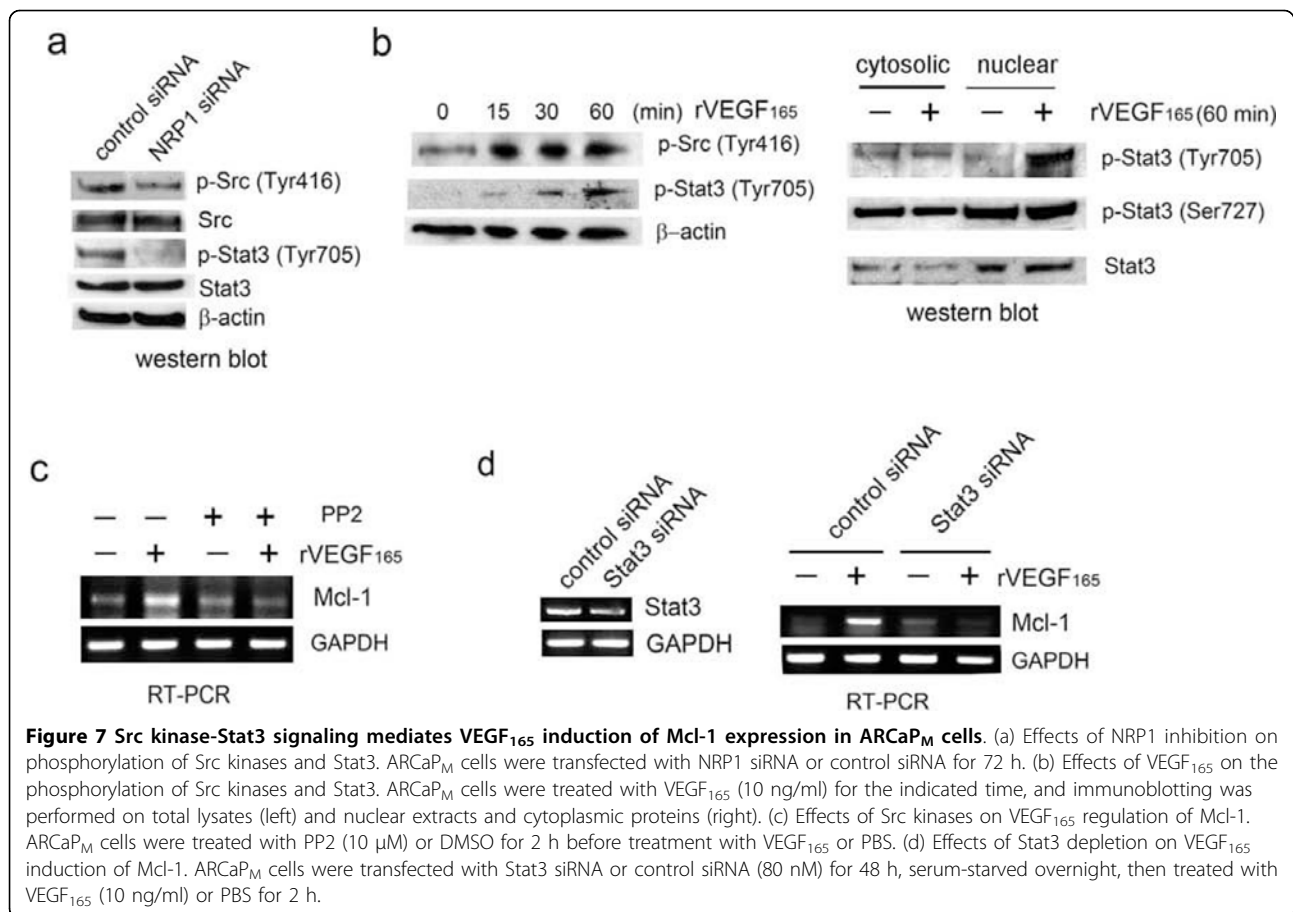 a
control siRNA
NRP1 siRNA
p-Src (Tyr416)
Src
p-Stat3 (Tyr705)
Stat3
β-actin
western blot
b
0 15 30 60 (min) rVEGF₁₆₅
p-Src (Tyr416)
p-Stat3 (Tyr705)
β–actin
cytosolic nuclear
– + – + rVEGF₁₆₅ (60 min)
p-Stat3 (Tyr705)
p-Stat3 (Ser727)
Stat3
western blot
c
– – + + PP2
– + – + rVEGF₁₆₅
Mcl-1
GAPDH
RT-PCR
d
control siRNA
Stat3 siRNA
Stat3
GAPDH
control siRNA
Stat3 siRNA
– + – + rVEGF₁₆₅
Mcl-1
GAPDH
RT-PCR
Figure 7 Src kinase-Stat3 signaling mediates VEGF₁₆₅ induction of Mcl-1 expression in ARCaP_M cells. (a) Effects of NRP1 inhibition on
phosphorylation of Src kinases and Stat3. ARCaP_M cells were transfected with NRP1 siRNA or control siRNA for 72 h. (b) Effects of VEGF₁₆₅ on the
phosphorylation of Src kinases and Stat3. ARCaP_M cells were treated with VEGF₁₆₅ (10 ng/ml) for the indicated time, and immunoblotting was
performed on total lysates (left) and nuclear extracts and cytoplasmic proteins (right). (c) Effects of Src kinases on VEGF₁₆₅ regulation of Mcl-1.
ARCaP_M cells were treated with PP2 (10 μM) or DMSO for 2 h before treatment with VEGF₁₆₅ or PBS. (d) Effects of Stat3 depletion on VEGF₁₆₅
induction of Mcl-1. ARCaP_M cells were transfected with Stat3 siRNA or control siRNA (80 nM) for 48 h, serum-starved overnight, then treated with
VEGF₁₆₅ (10 ng/ml) or PBS for 2 h.